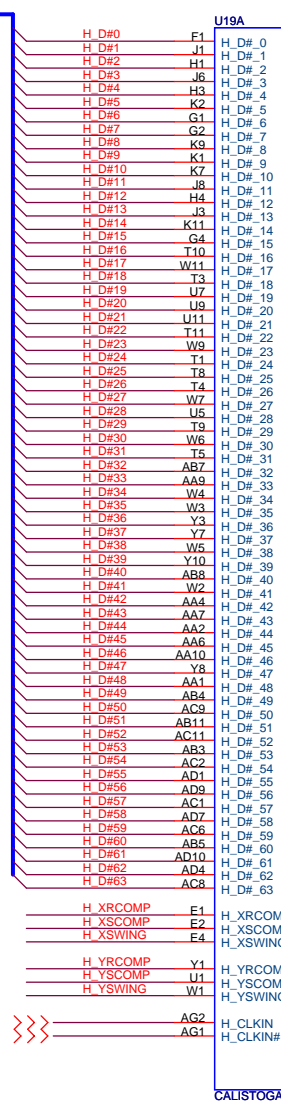 U19A
H_D#0 F1 H_D#_0
H_D#1 J1 H_D#_1
H_D#2 H1 H_D#_2
H_D#3 J6 H_D#_3
H_D#4 H3 H_D#_4
H_D#5 K2 H_D#_5
H_D#6 G1 H_D#_6
H_D#7 G2 H_D#_7
H_D#8 K9 H_D#_8
H_D#9 K1 H_D#_9
H_D#10 K7 H_D#_10
H_D#11 J8 H_D#_11
H_D#12 H4 H_D#_12
H_D#13 J3 H_D#_13
H_D#14 K11 H_D#_14
H_D#15 G4 H_D#_15
H_D#16 T10 H_D#_16
H_D#17 W11 H_D#_17
H_D#18 T3 H_D#_18
H_D#19 U7 H_D#_19
H_D#20 U9 H_D#_20
H_D#21 U11 H_D#_21
H_D#22 T11 H_D#_22
H_D#23 W9 H_D#_23
H_D#24 T1 H_D#_24
H_D#25 T8 H_D#_25
H_D#26 T4 H_D#_26
H_D#27 W7 H_D#_27
H_D#28 U5 H_D#_28
H_D#29 T9 H_D#_29
H_D#30 W6 H_D#_30
H_D#31 T5 H_D#_31
H_D#32 AB7 H_D#_32
H_D#33 AA9 H_D#_33
H_D#34 W4 H_D#_34
H_D#35 W3 H_D#_35
H_D#36 Y3 H_D#_36
H_D#37 Y7 H_D#_37
H_D#38 W5 H_D#_38
H_D#39 Y10 H_D#_39
H_D#40 AB8 H_D#_40
H_D#41 W2 H_D#_41
H_D#42 AA4 H_D#_42
H_D#43 AA7 H_D#_43
H_D#44 AA2 H_D#_44
H_D#45 AA6 H_D#_45
H_D#46 AA10 H_D#_46
H_D#47 Y8 H_D#_47
H_D#48 AA1 H_D#_48
H_D#49 AB4 H_D#_49
H_D#50 AC9 H_D#_50
H_D#51 AB11 H_D#_51
H_D#52 AC11 H_D#_52
H_D#53 AB3 H_D#_53
H_D#54 AC2 H_D#_54
H_D#55 AD1 H_D#_55
H_D#56 AD9 H_D#_56
H_D#57 AC1 H_D#_57
H_D#58 AD7 H_D#_58
H_D#59 AC6 H_D#_59
H_D#60 AB5 H_D#_60
H_D#61 AD10 H_D#_61
H_D#62 AD4 H_D#_62
H_D#63 AC8 H_D#_63
H_XRCOMP E1 H_XRCOM
H_XSCOMP E2 H_XSCOM
H_XSWING E4 H_XSWING
H_YRCOMP Y1 H_YRCOM
H_YSCOMP U1 H_YSCOM
H_YSWING W1 H_YSWING
AG2 H_CLKIN
AG1 H_CLKIN#
CALISTOGA